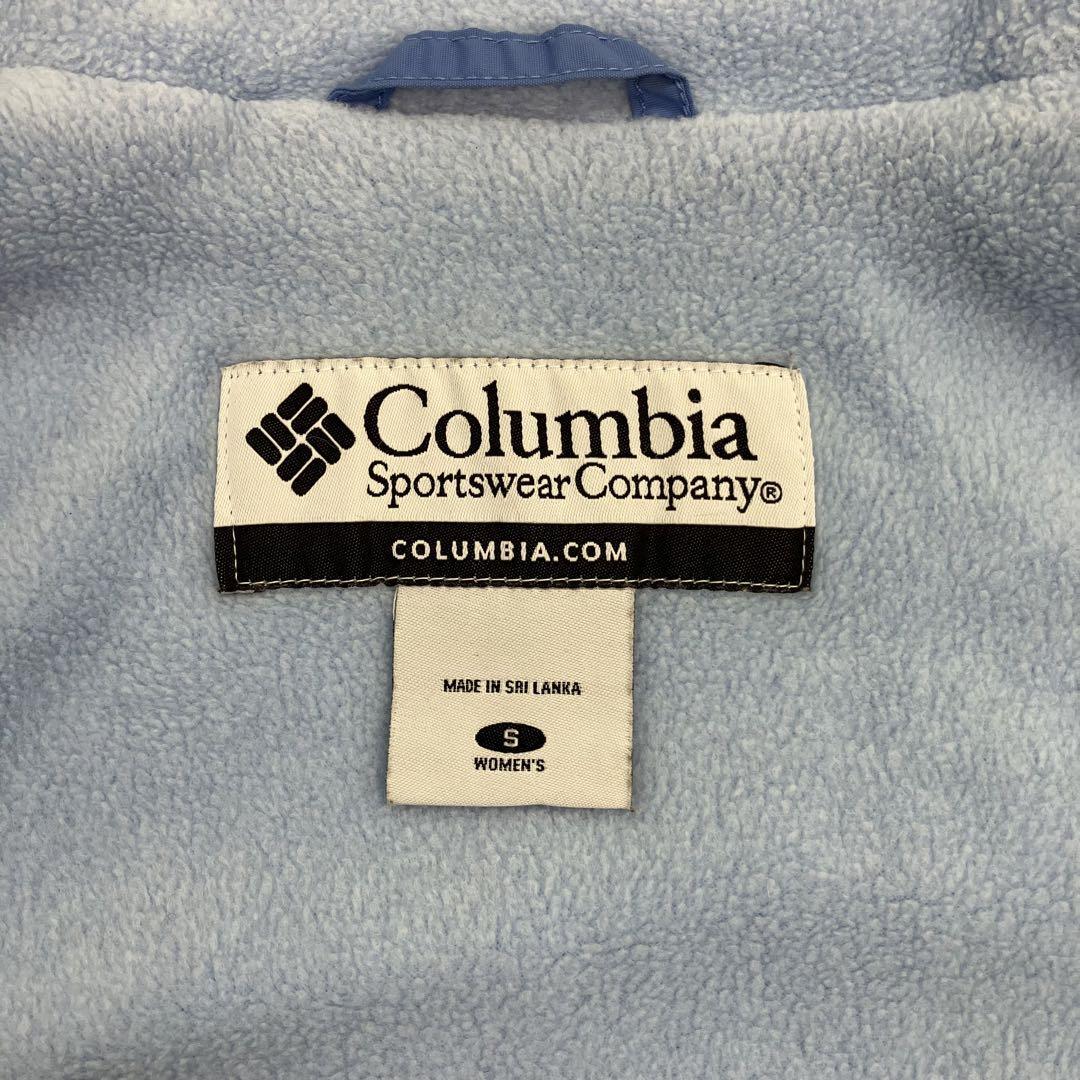 Columbia
Sportswear Company®
COLUMBIA.COM
MADE IN SRI LANKA
S
WOMEN'S